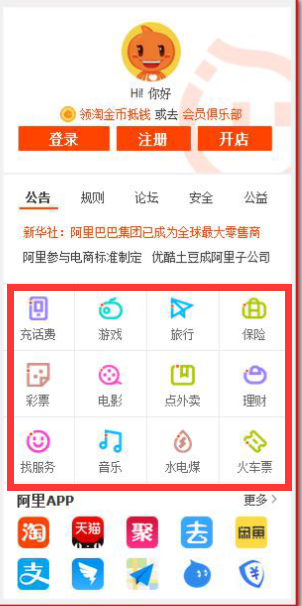 Hi! 你好
领淘金币抵钱 或去 会员俱乐部
登录 注册 开店
公告 规则 论坛 安全 公益
新华社：阿里巴巴集团已成为全球最大零售商
阿里参与电商标准制定 优酷土豆成阿里子公司
充话费 游戏 旅行 保险
彩票 电影 点外卖 理财
找服务 音乐 水电煤 火车票
阿里APP 更多 >
淘 天猫 聚 去 闲鱼
支